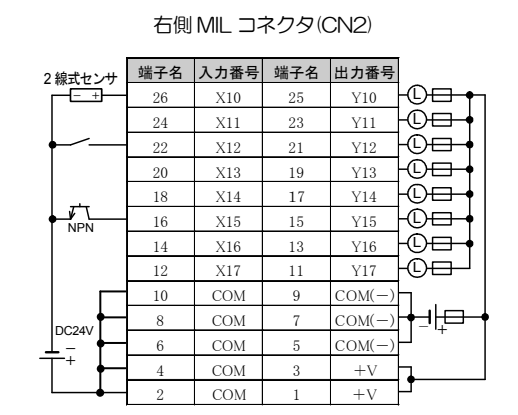 右側 MIL コネクタ(CN2)
2 線式センサ
− +
端子名 入力番号 端子名 出力番号
26 X10 25 Y10 L
24 X11 23 Y11 L
22 X12 21 Y12 L
20 X13 19 Y13 L
18 X14 17 Y14 L
16 X15 15 Y15 L
NPN
14 X16 13 Y16 L
12 X17 11 Y17 L
10 COM 9 COM(−)
8 COM 7 COM(−)
− +
DC24V
6 COM 5 COM(−)
−
+
4 COM 3 +V
2 COM 1 +V